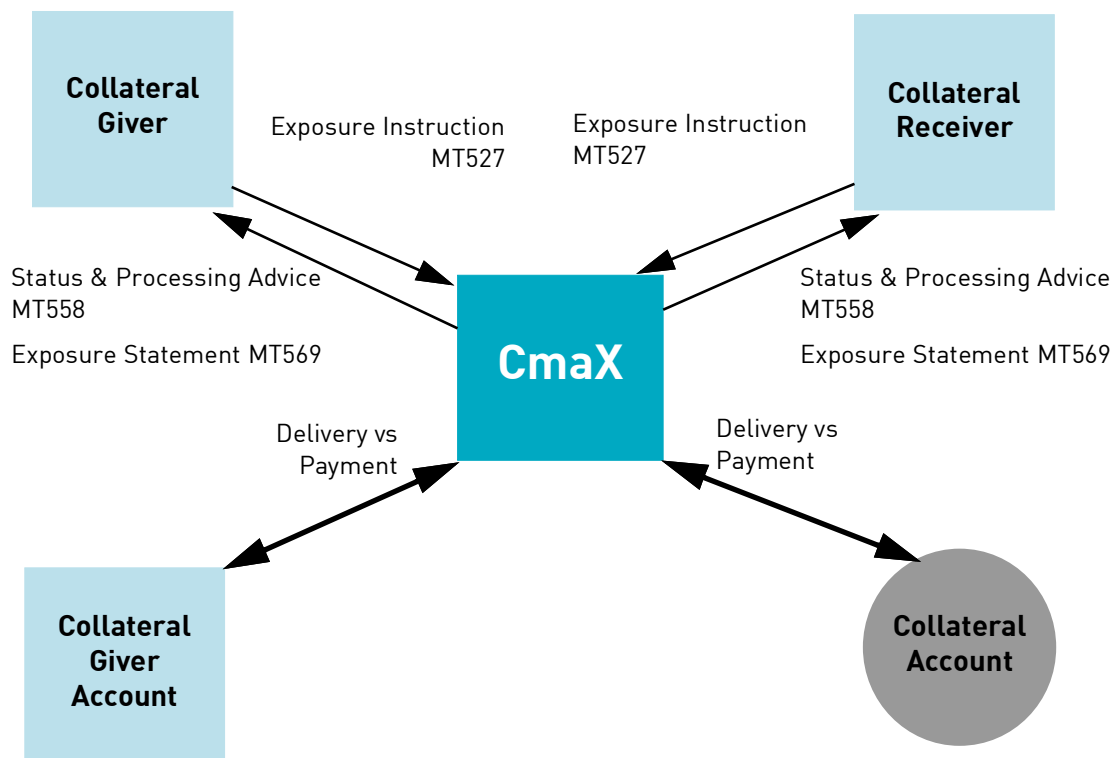 Collateral
Giver
Exposure Instruction
MT527
Exposure Instruction
MT527
Collateral
Receiver
Status & Processing Advice
MT558
Exposure Statement MT569
CmaX
Status & Processing Advice
MT558
Exposure Statement MT569
Delivery vs
Payment
Delivery vs
Payment
Collateral
Giver
Account
Collateral
Account